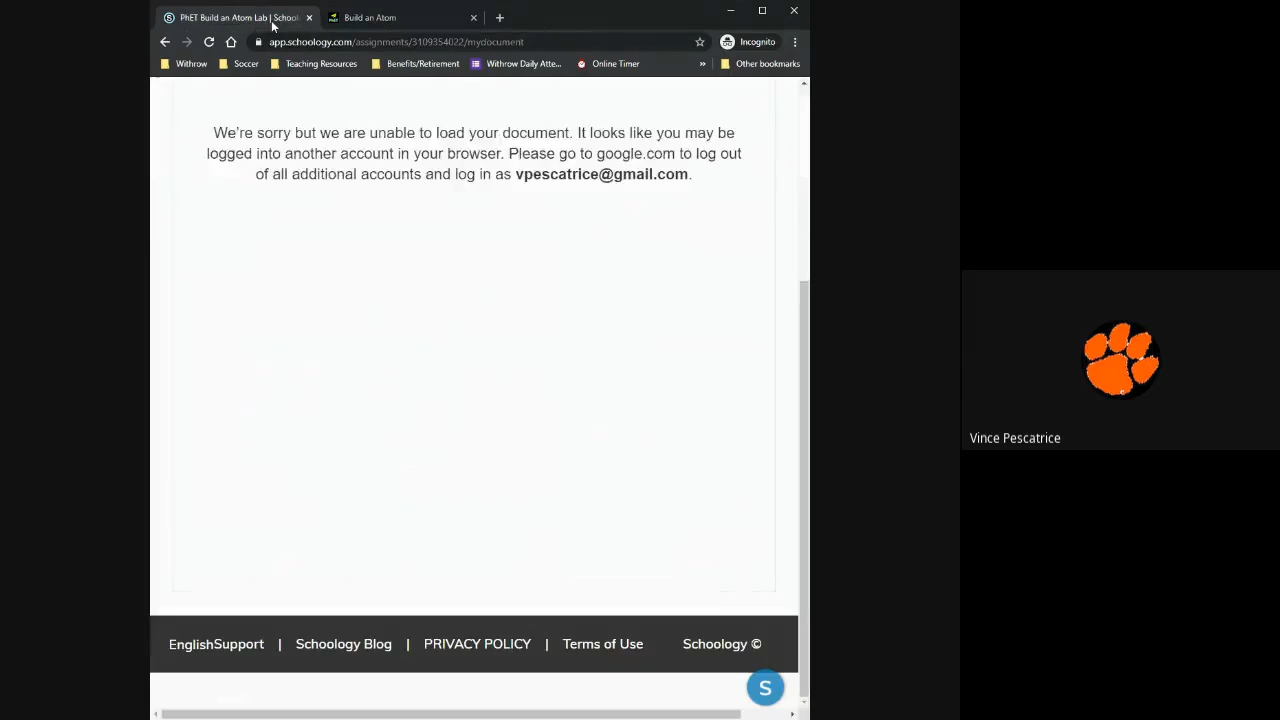 PhET Build an Atom Lab | Schoolo
Build an Atom
app.schoology.com/assignments/3109354022/mydocument
Incognito
Withrow
Soccer
Teaching Resources
Benefits/Retirement
Withrow Daily Atte...
Online Timer
»
Other bookmarks
We're sorry but we are unable to load your document. It looks like you may be
logged into another account in your browser. Please go to google.com to log out
of all additional accounts and log in as vpescatrice@gmail.com.
Vince Pescatrice
EnglishSupport | Schoology Blog | PRIVACY POLICY | Terms of Use Schoology ©
S